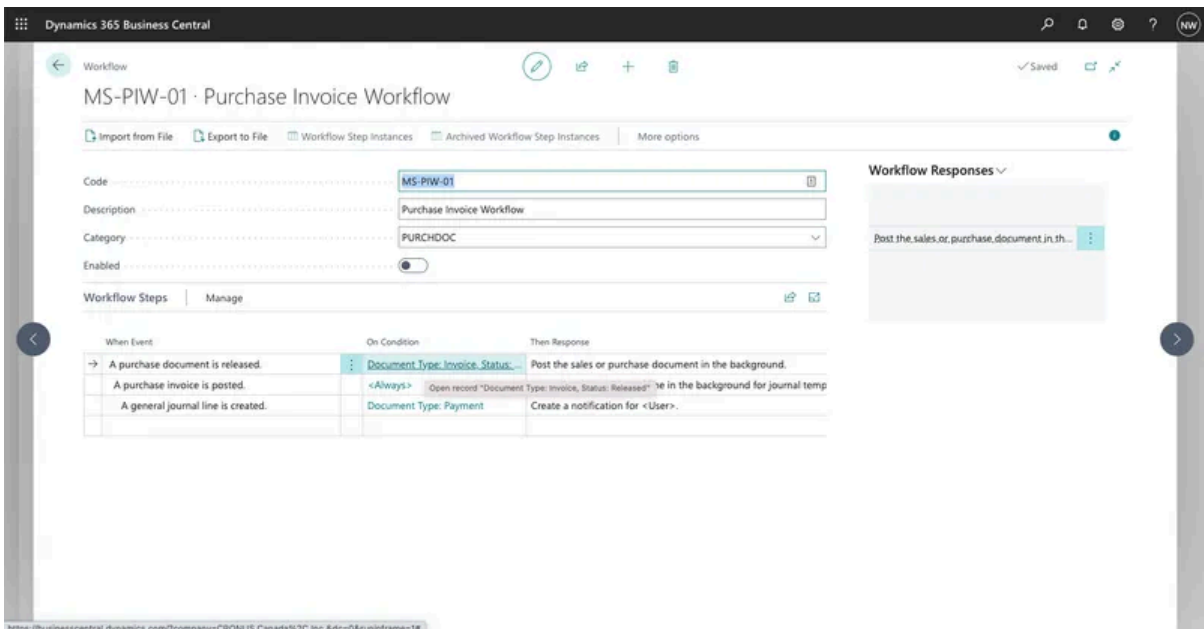 Dynamics 365 Business Central
NW
Workflow
Saved
MS-PIW-01 · Purchase Invoice Workflow
Import from File Export to File Workflow Step Instances Archived Workflow Step Instances More options
Code MS-PIW-01
Description Purchase Invoice Workflow
Category PURCHDOC
Enabled
Workflow Responses
Post the sales or purchase document in th...
Workflow Steps Manage
When Event On Condition Then Response
A purchase document is released. Document Type: Invoice, Status: ... Post the sales or purchase document in the background.
A purchase invoice is posted. <Always> ne in the background for journal temp
Open record "Document Type: Invoice, Status: Released"
A general journal line is created. Document Type: Payment Create a notification for <User>.